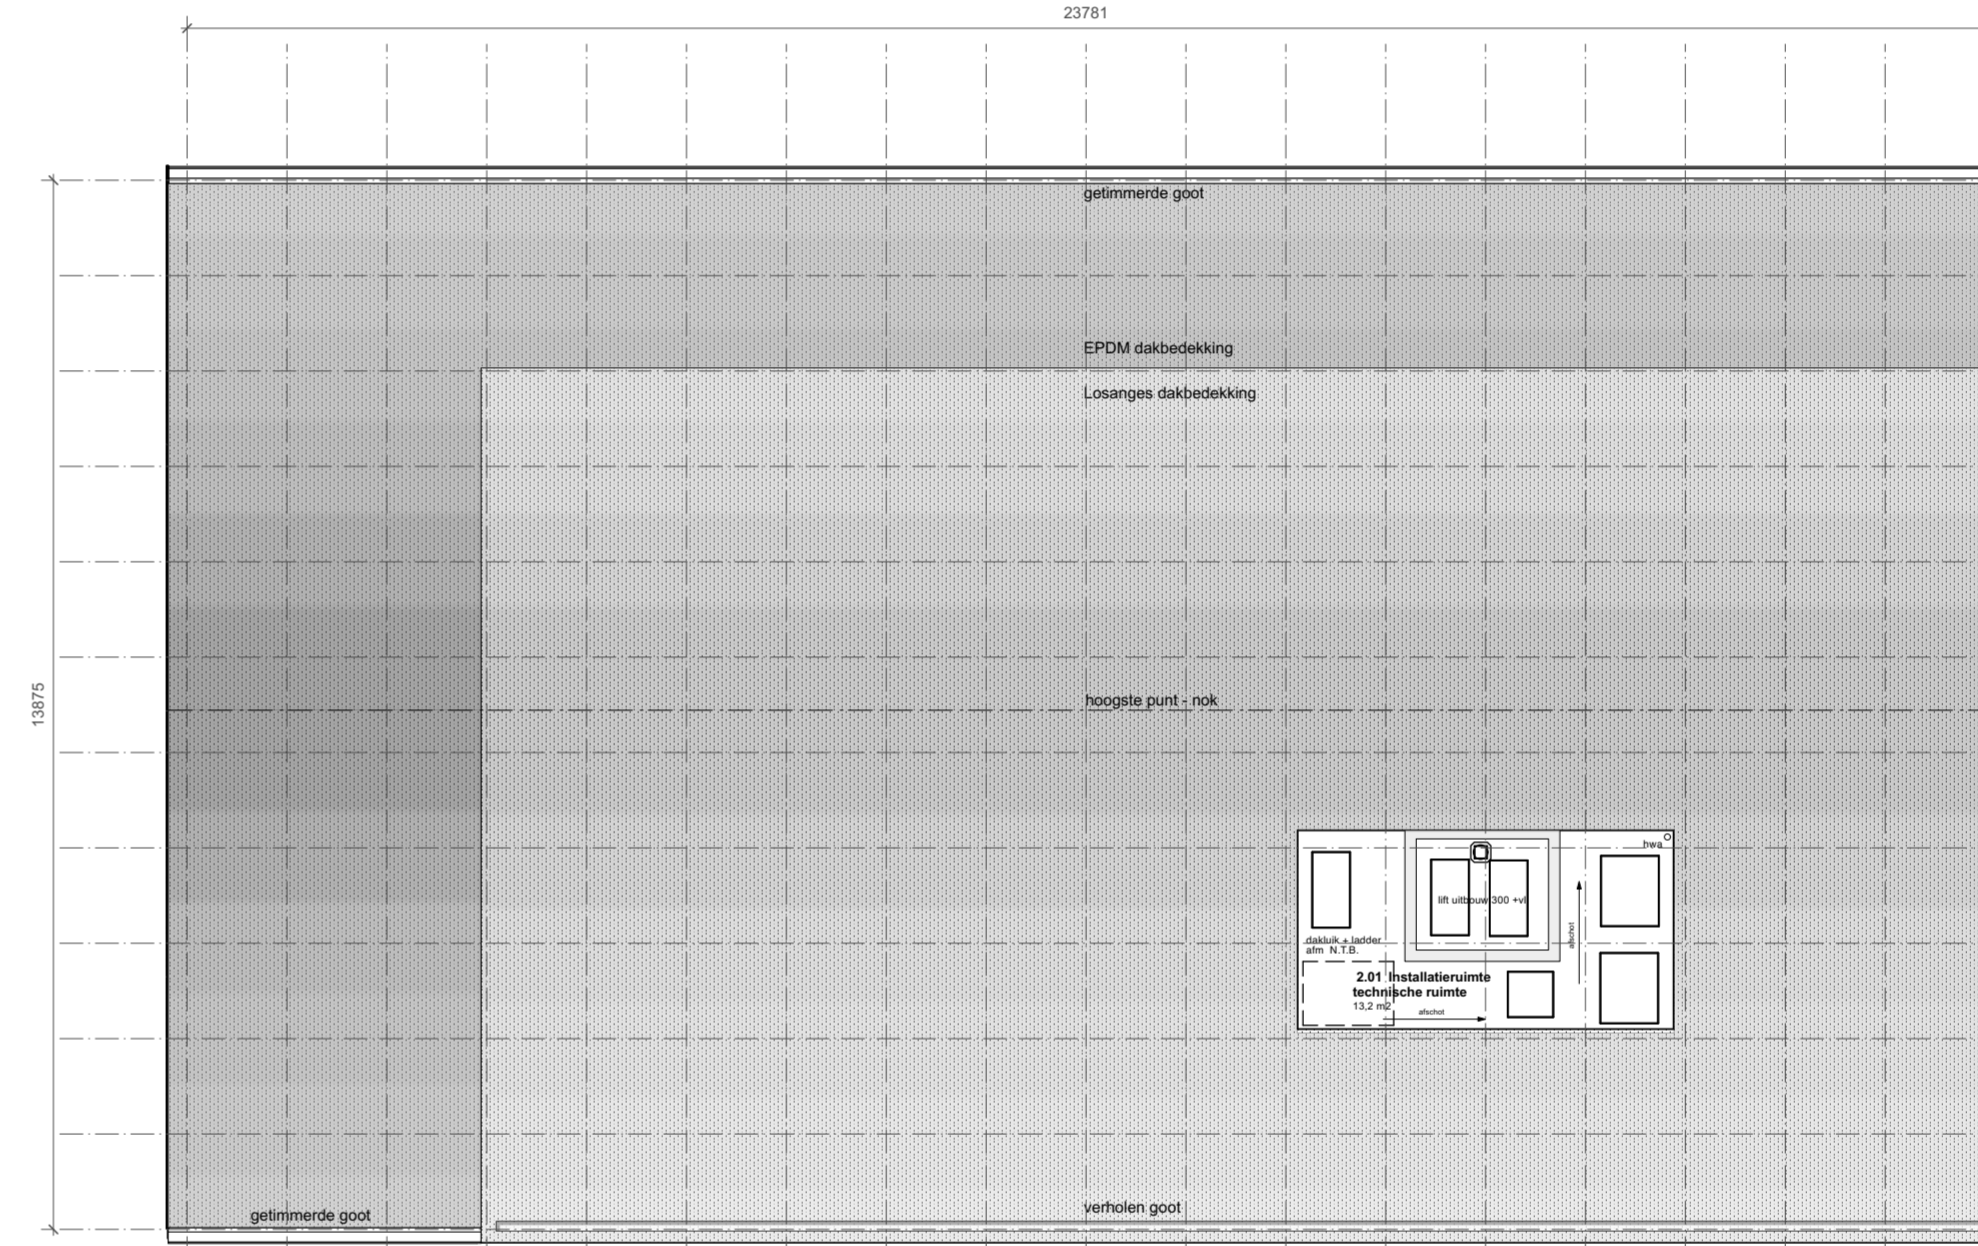 23781
13875
getimmerde goot
EPDM dakbedekking
Losanges dakbedekking
hoogste punt - nok
hwa
lift uitbouw 300 +vl
afschot
dakluik + ladder
afm N.T.B.
2.01 Installatieruimte
technische ruimte
13,2 m2
afschot
verholen goot
getimmerde goot